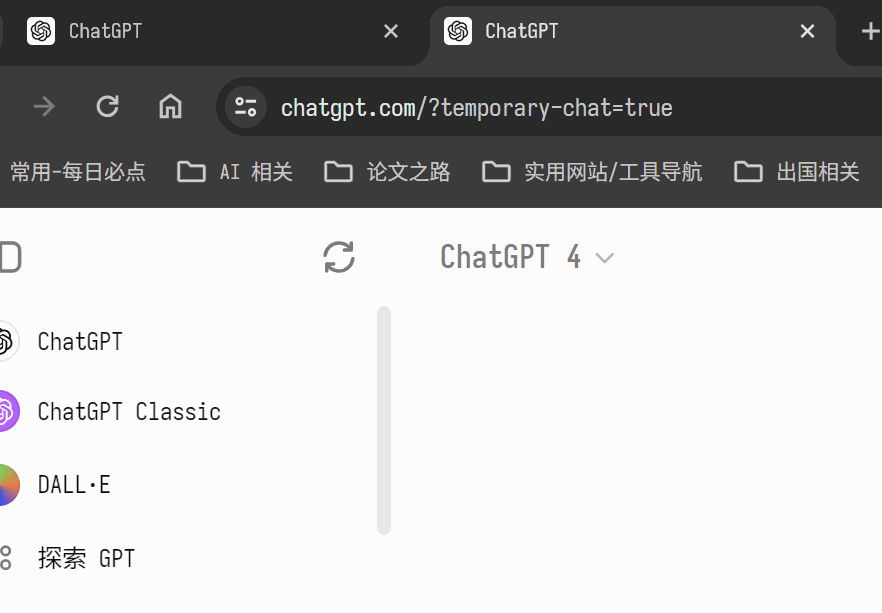 ChatGPT ChatGPT
chatgpt.com/?temporary-chat=true
常用-每日必点 AI 相关 论文之路 实用网站/工具导航 出国相关
ChatGPT 4
ChatGPT
ChatGPT Classic
DALL·E
探索 GPT